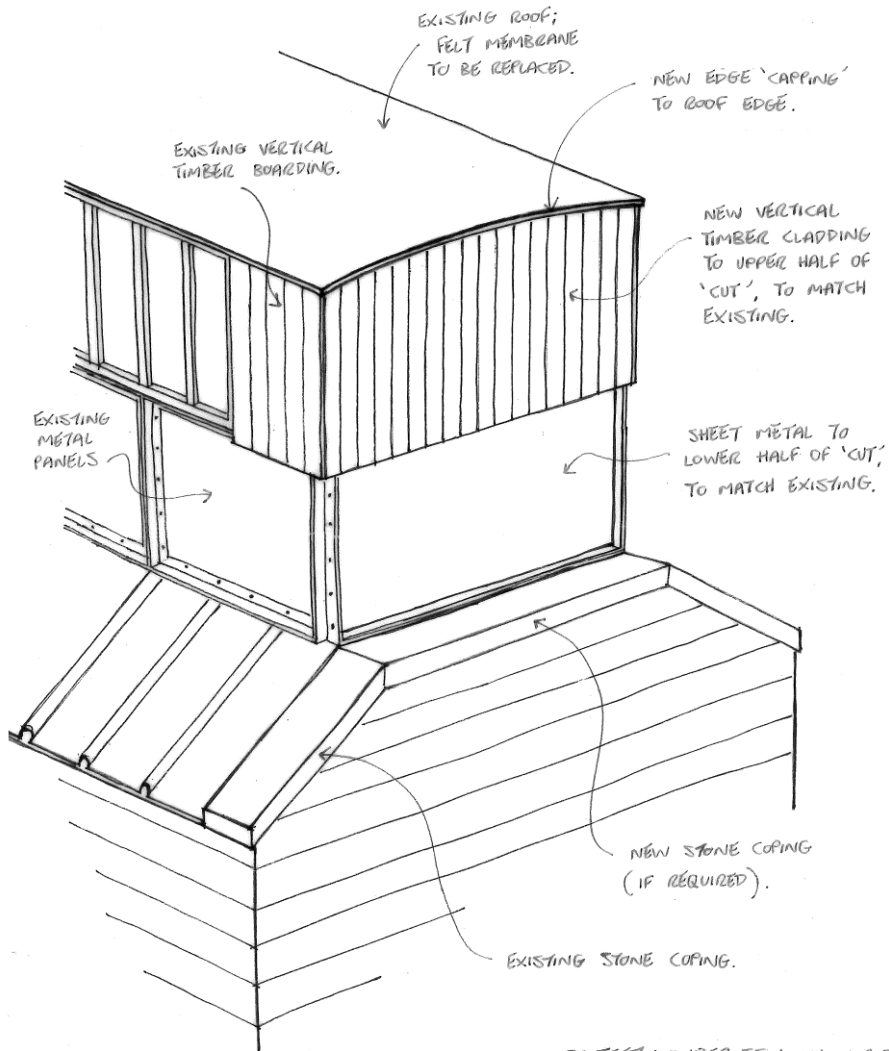 EXISTING ROOF;
FELT MEMBRANE
TO BE REPLACED.
NEW EDGE 'CAPPING'
TO ROOF EDGE.
EXISTING VERTICAL
TIMBER BOARDING.
NEW VERTICAL
TIMBER CLADDING
TO UPPER HALF OF
'CUT', TO MATCH
EXISTING.
EXISTING
METAL
PANELS
SHEET METAL TO
LOWER HALF OF 'CUT',
TO MATCH EXISTING.
NEW STONE COPING
(IF REQUIRED).
EXISTING STONE COPING.